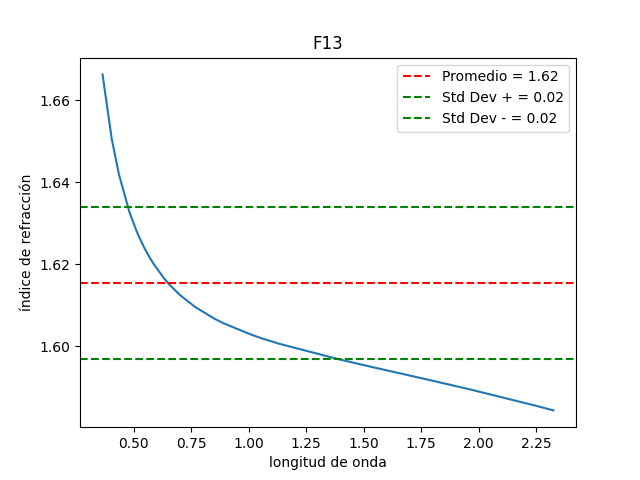 F13
Promedio = 1.62
Std Dev + = 0.02
Std Dev - = 0.02
índice de refracción
1.66
1.64
1.62
1.60
0.50 0.75 1.00 1.25 1.50 1.75 2.00 2.25
longitud de onda